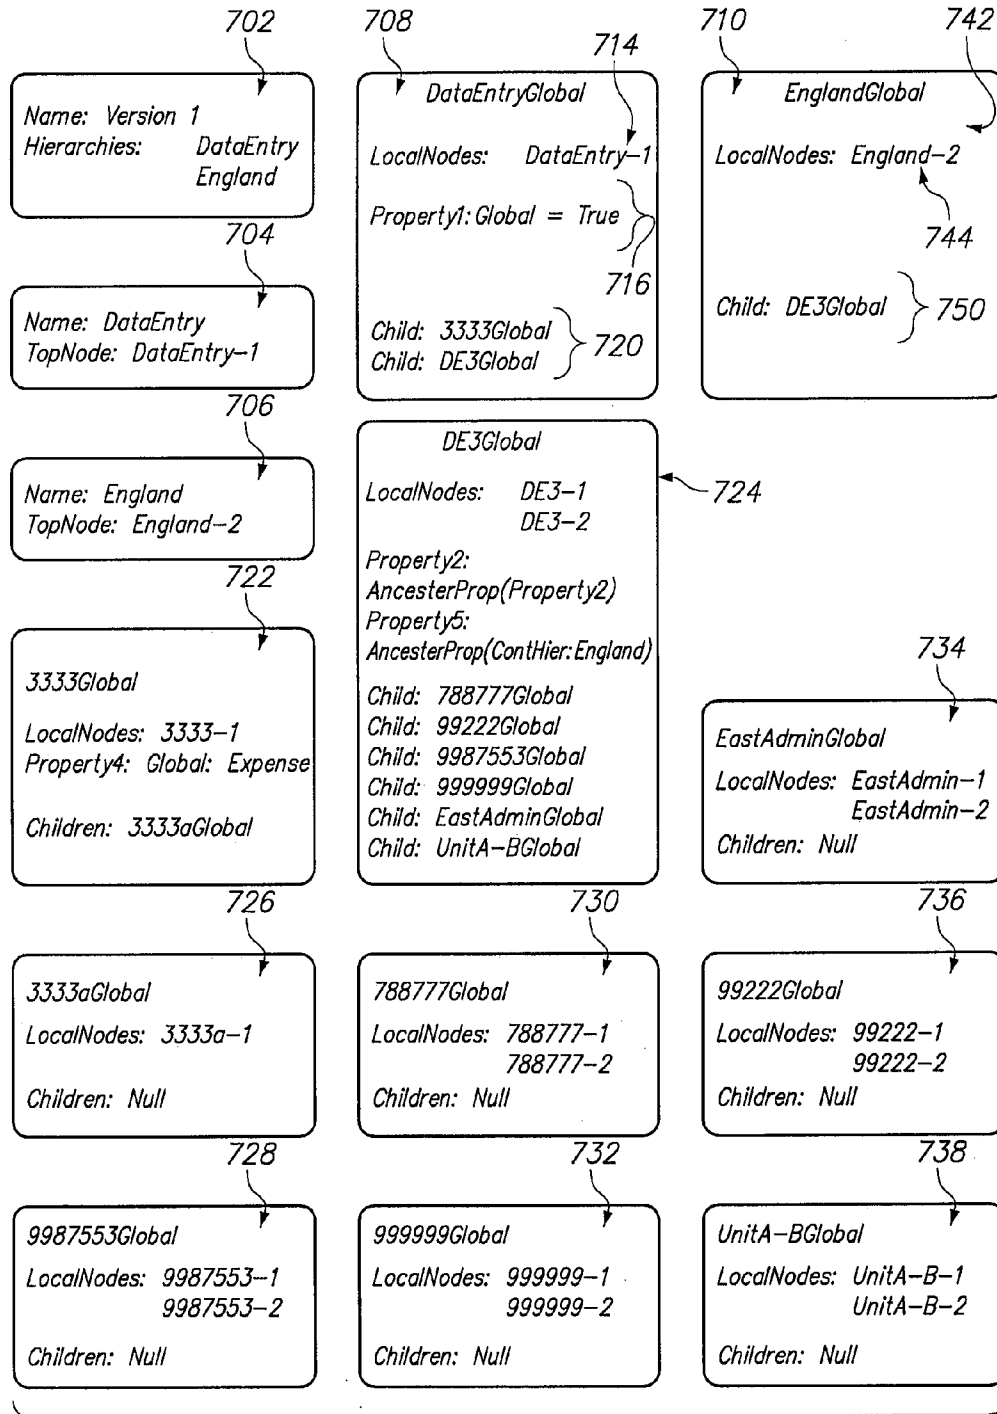 702
Name: Version 1
Hierarchies: DataEntry
England
704
Name: DataEntry
TopNode: DataEntry-1
706
Name: England
TopNode: England-2
722
3333Global
LocalNodes: 3333-1
Property4: Global: Expense
Children: 3333aGlobal
708
714
DataEntryGlobal
LocalNodes: DataEntry-1
Property1: Global = True
716
Child: 3333Global
Child: DE3Global
720
710
742
EnglandGlobal
LocalNodes: England-2
744
Child: DE3Global
750
DE3Global
724
LocalNodes: DE3-1
DE3-2
Property2:
AncesterProp(Property2)
Property5:
AncesterProp(ContHier:England)
Child: 788777Global
Child: 99222Global
Child: 9987553Global
Child: 999999Global
Child: EastAdminGlobal
Child: UnitA-BGlobal
734
EastAdminGlobal
LocalNodes: EastAdmin-1
EastAdmin-2
Children: Null
726
3333aGlobal
LocalNodes: 3333a-1
Children: Null
730
788777Global
LocalNodes: 788777-1
788777-2
Children: Null
736
99222Global
LocalNodes: 99222-1
99222-2
Children: Null
728
9987553Global
LocalNodes: 9987553-1
9987553-2
Children: Null
732
999999Global
LocalNodes: 999999-1
999999-2
Children: Null
738
UnitA-BGlobal
LocalNodes: UnitA-B-1
UnitA-B-2
Children: Null